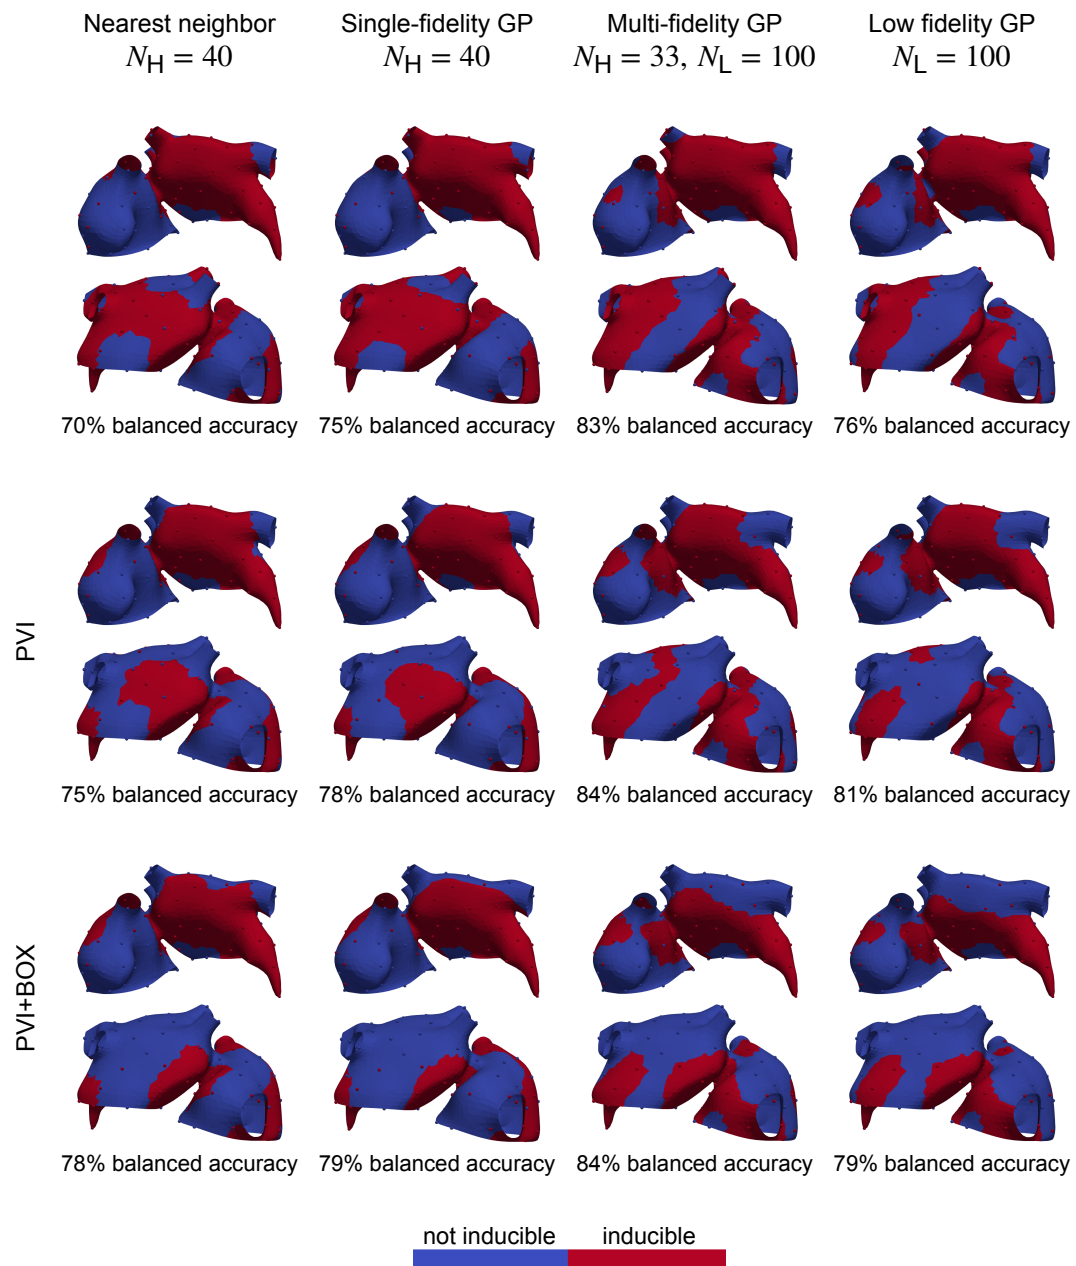 Nearest neighbor Single-fidelity GP Multi-fidelity GP Low fidelity GP
N_H = 40 N_H = 40 N_H = 33, N_L = 100 N_L = 100
70% balanced accuracy 75% balanced accuracy 83% balanced accuracy 76% balanced accuracy
PVI
75% balanced accuracy 78% balanced accuracy 84% balanced accuracy 81% balanced accuracy
PVI+BOX
78% balanced accuracy 79% balanced accuracy 84% balanced accuracy 79% balanced accuracy
not inducible inducible